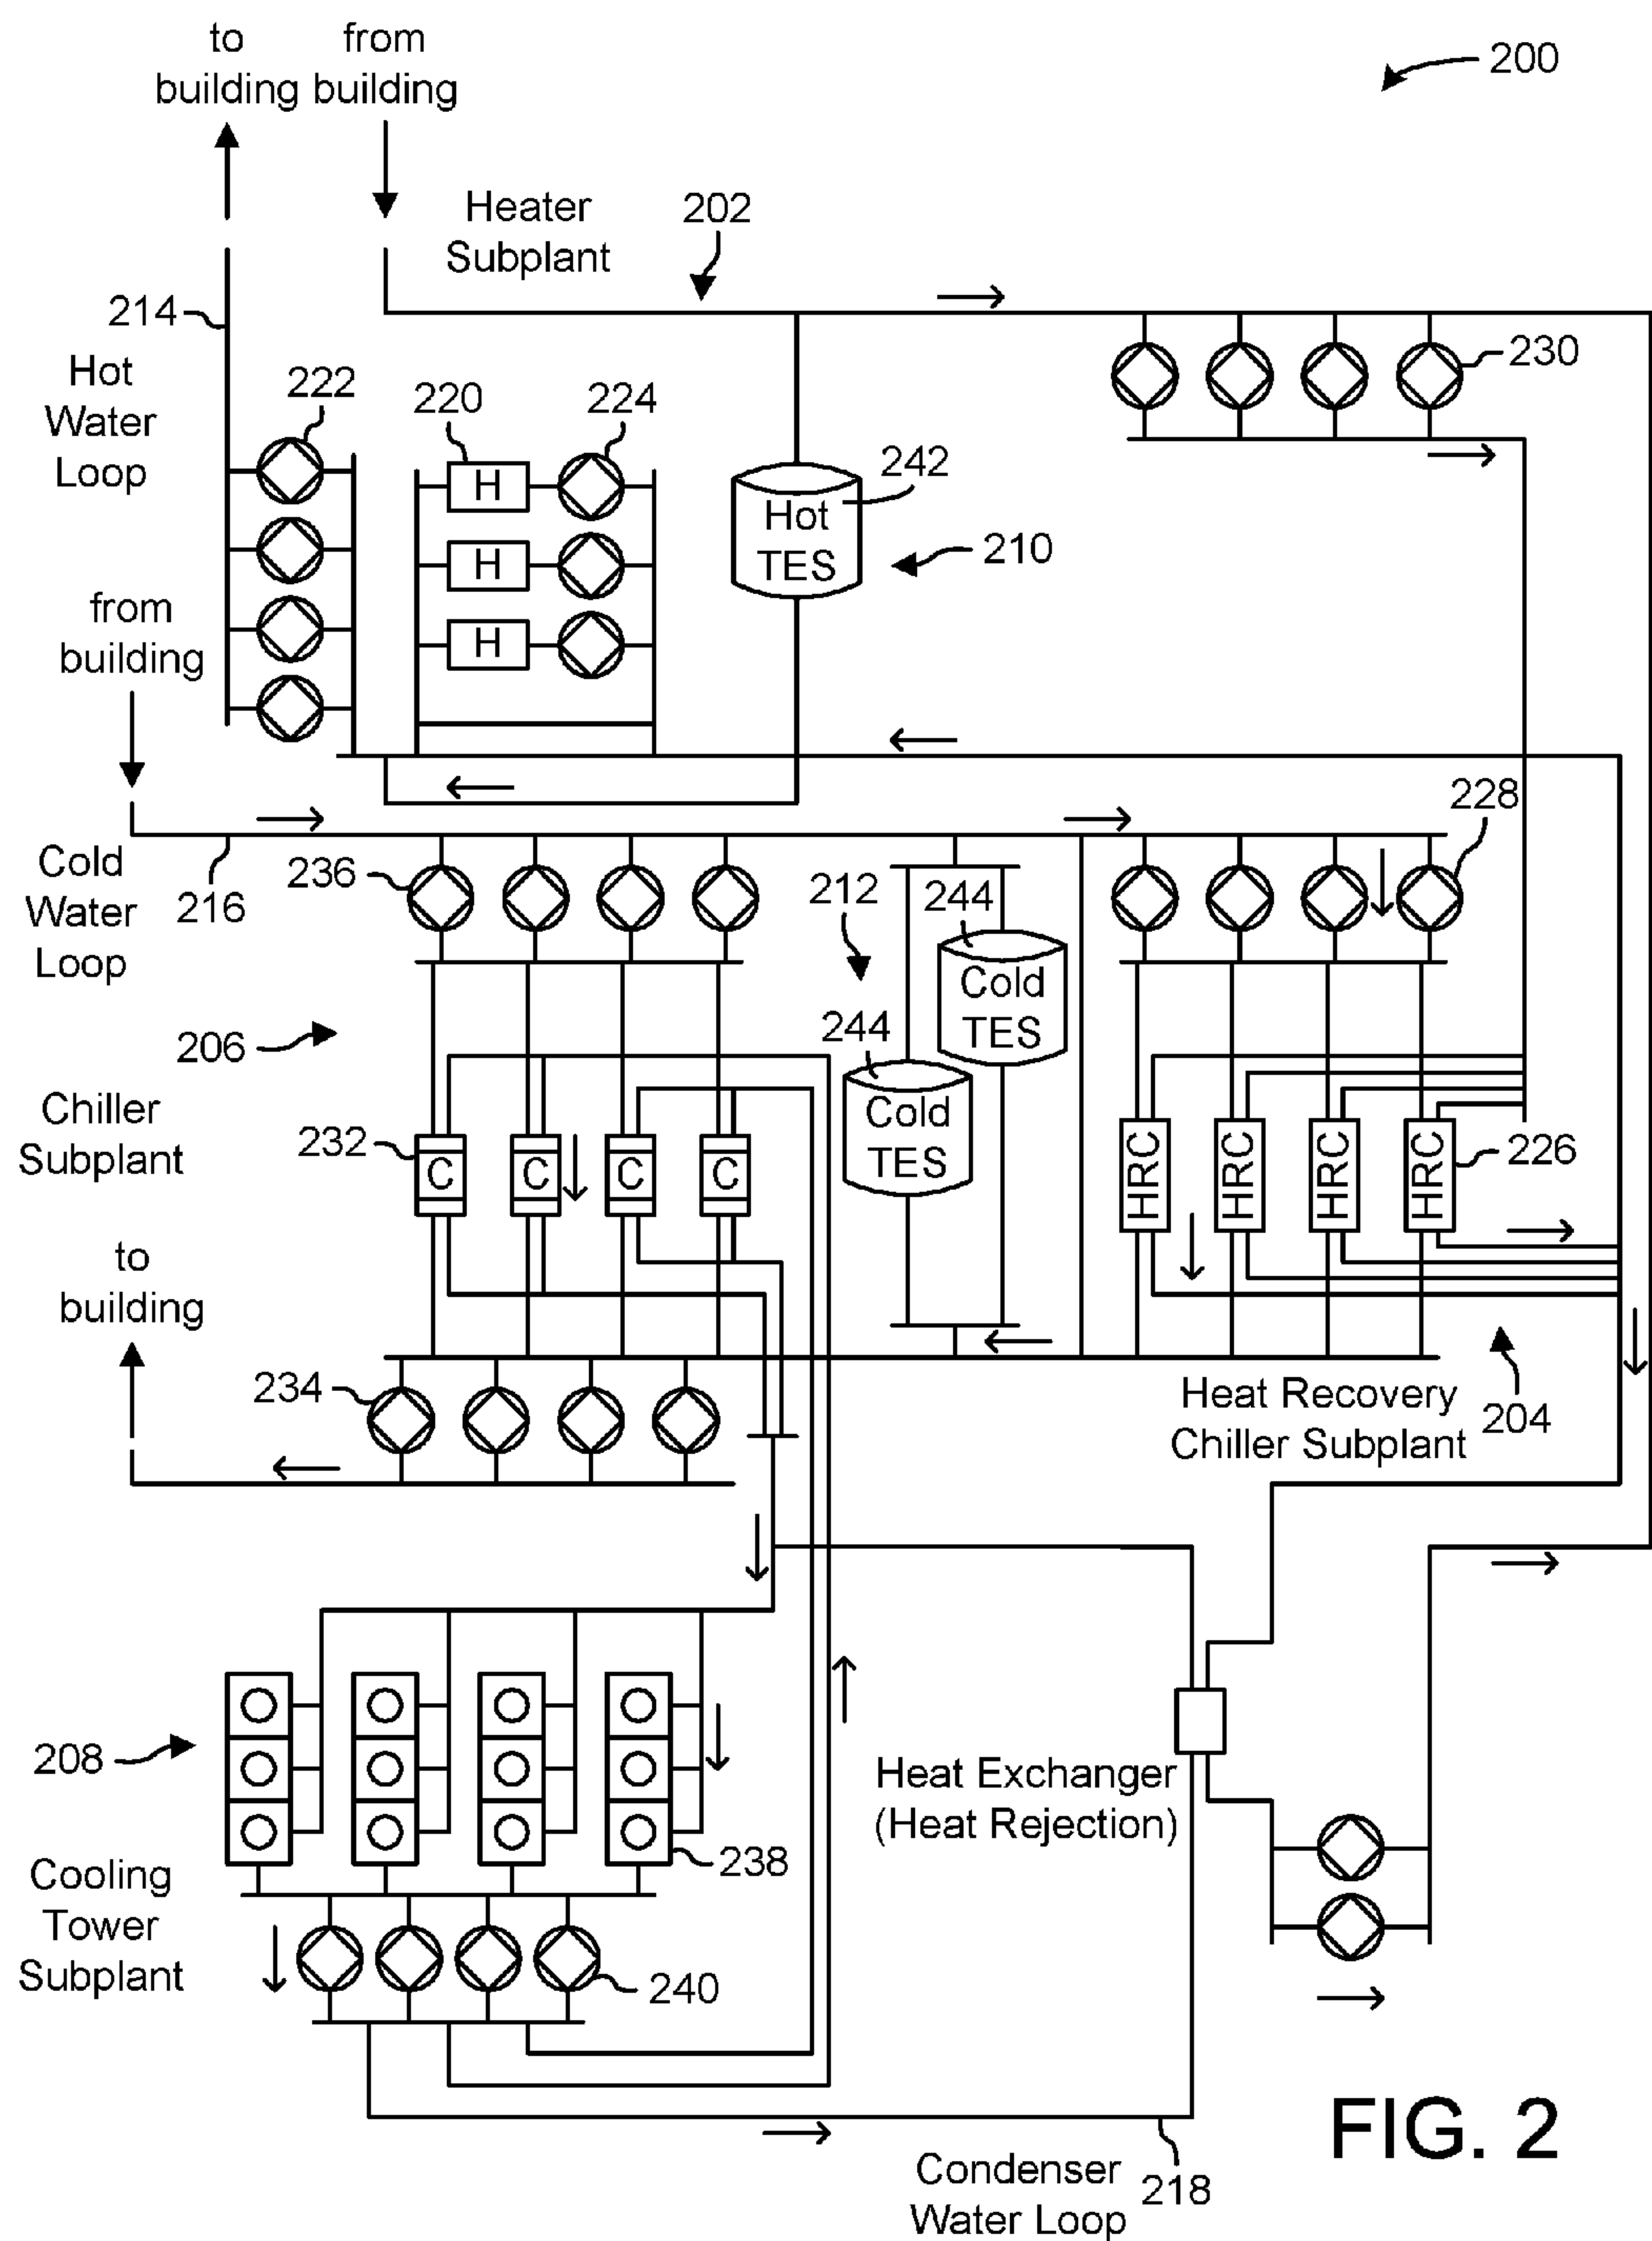 to
building
from
building
200
Heater
Subplant
202
214
Hot
Water
Loop
222
220
224
230
H
H
H
Hot
TES
242
210
from
building
228
Cold
Water
Loop
216
236
212
244
Cold
TES
244
Cold
TES
206
Chiller
Subplant
232
C
C
C
C
HRC
HRC
HRC
HRC
226
to
building
234
Heat Recovery
Chiller Subplant
204
208
Heat Exchanger
(Heat Rejection)
238
Cooling
Tower
Subplant
240
Condenser
Water Loop
218
FIG. 2